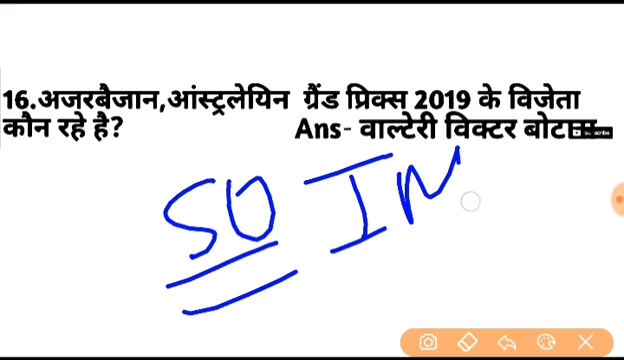 16.अजरबैजान,आंस्ट्रलेयिन ग्रैंड प्रिक्स 2019 के विजेता
कौन रहे है? Ans- वाल्टेरी विक्टर बोटास
SO IN